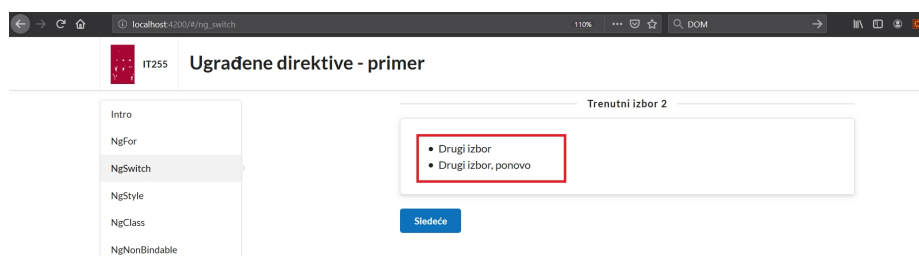 localhost:4200/#/ng_switch
110%
DOM
IT255
Ugrađene direktive - primer
Intro
NgFor
NgSwitch
NgStyle
NgClass
NgNonBindable
Trenutni izbor 2
Drugi izbor
Drugi izbor, ponovo
Sledeće